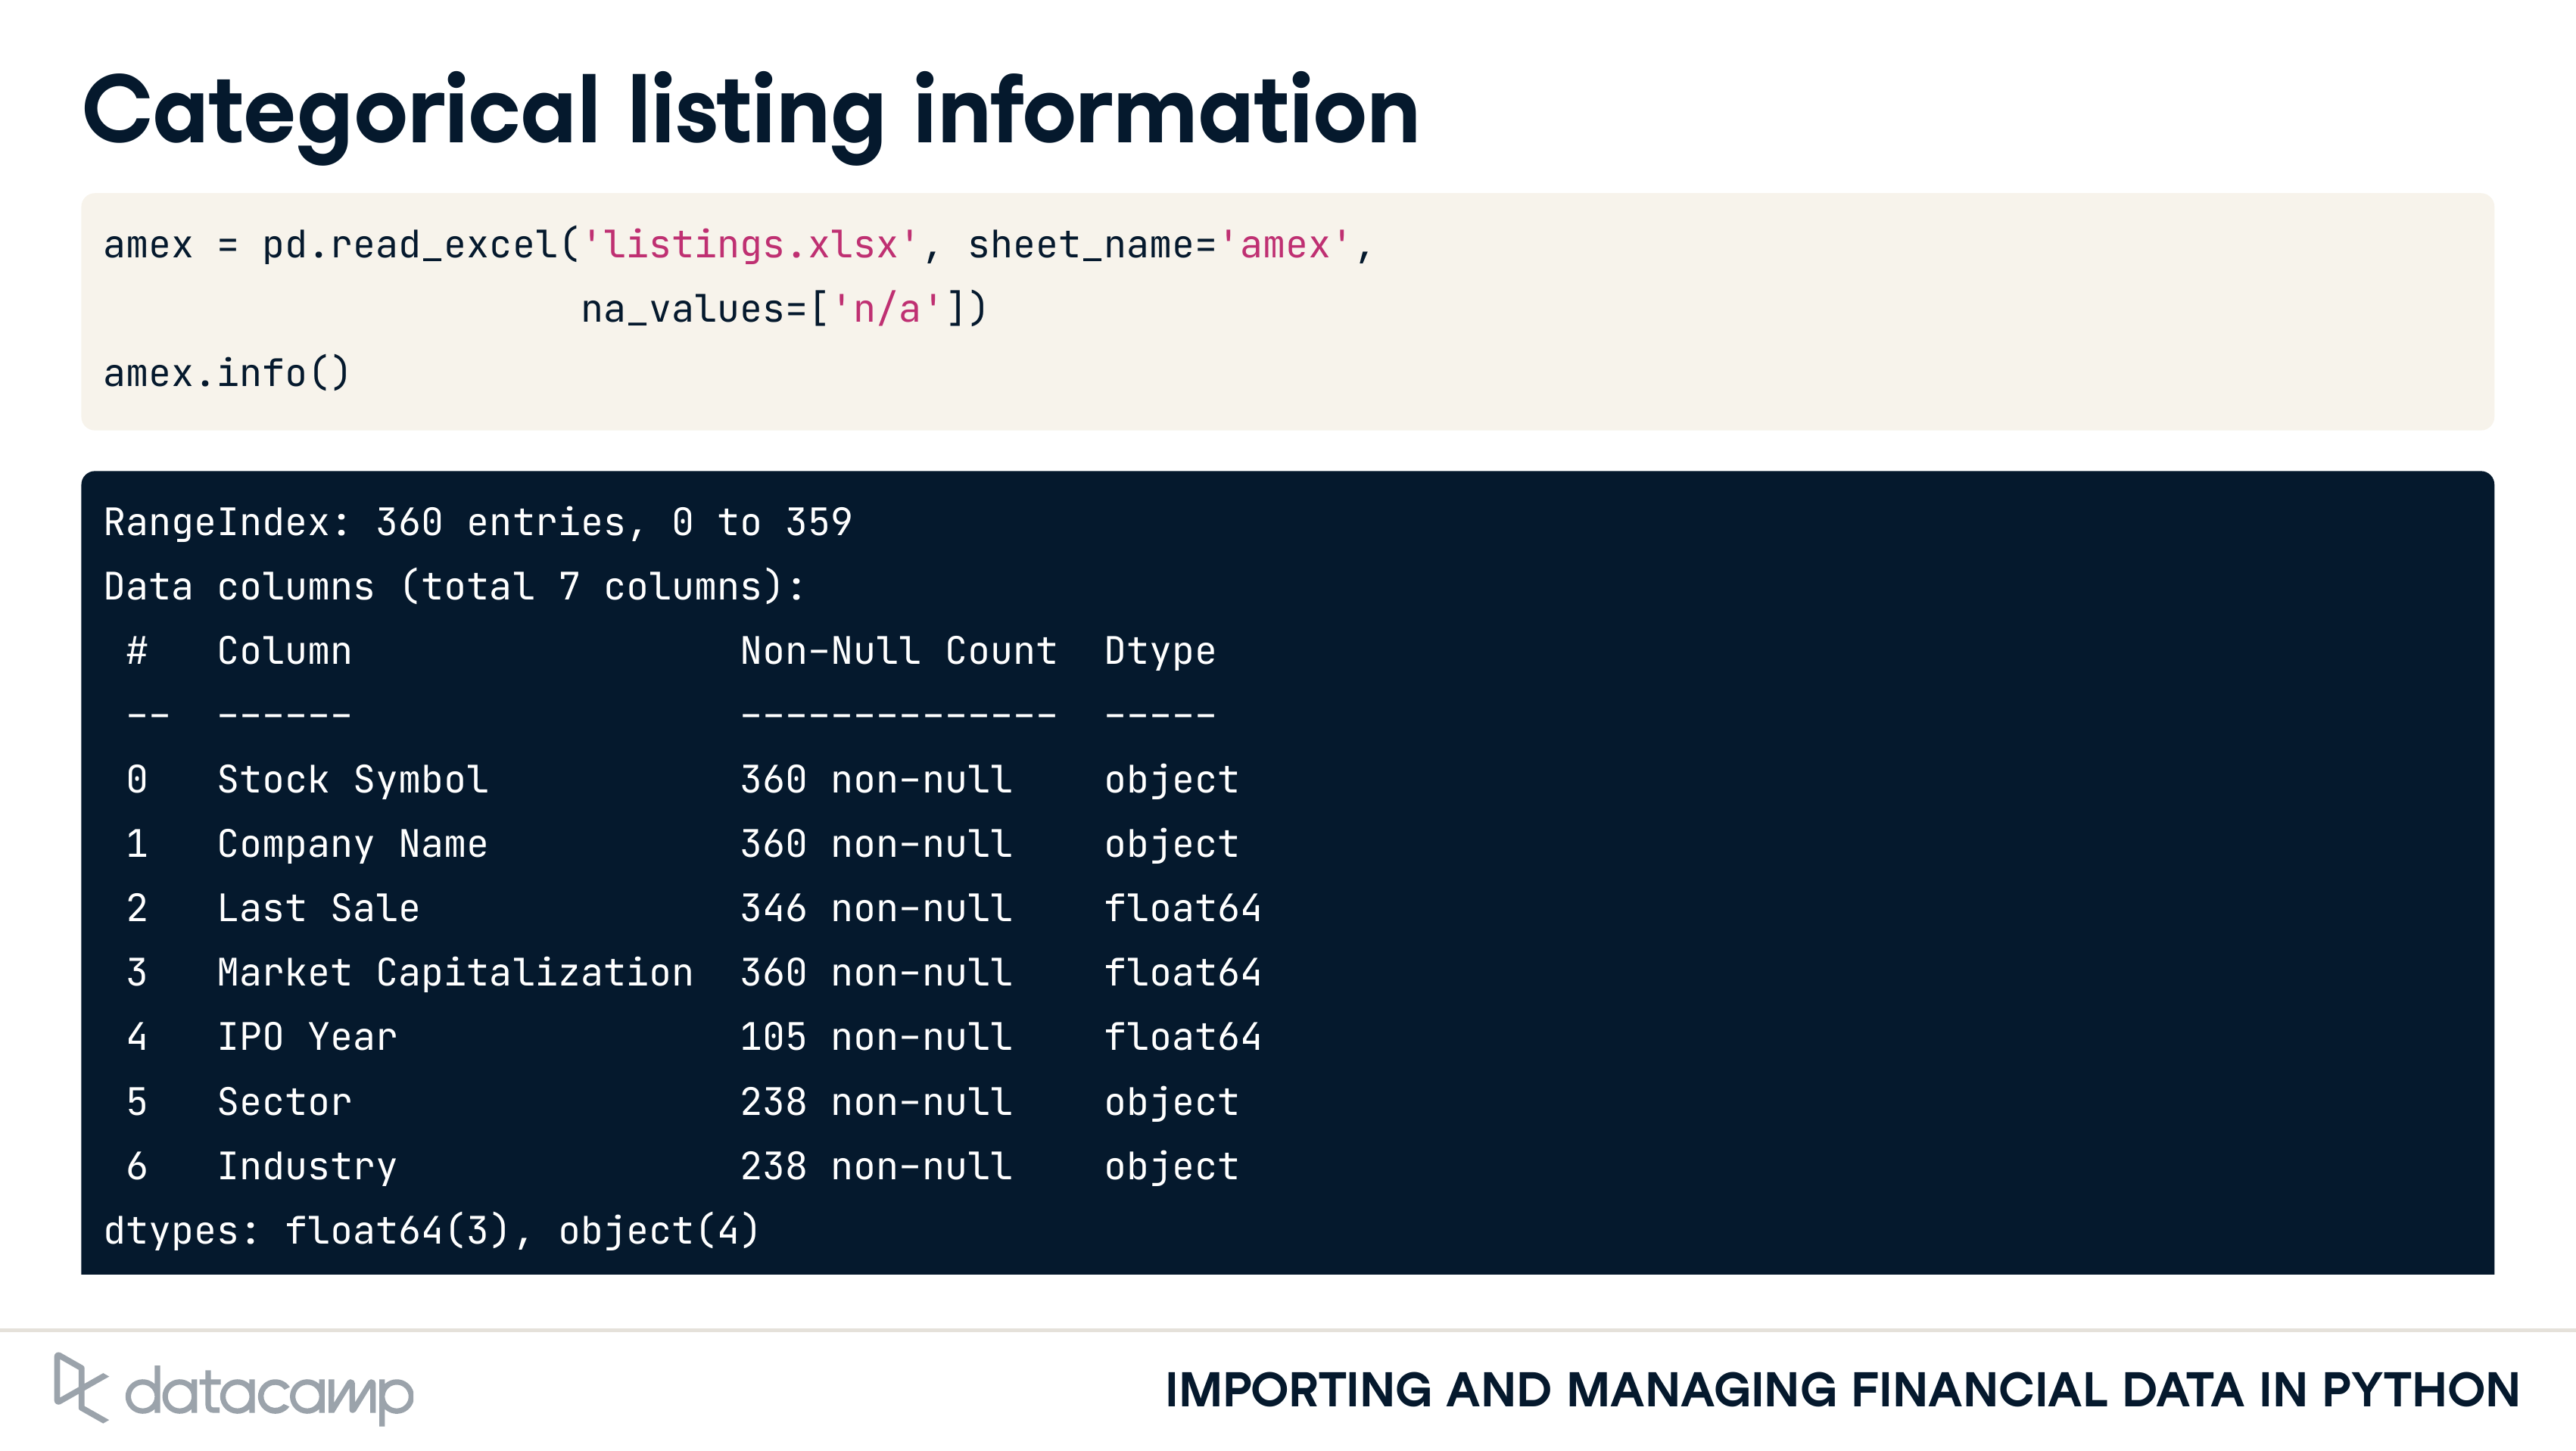 Categorical listing information
amex = pd.read_excel('listings.xlsx', sheet_name='amex',
                     na_values=['n/a'])
amex.info()
RangeIndex: 360 entries, 0 to 359
Data columns (total 7 columns):
 #   Column                 Non-Null Count  Dtype
 --  ------                 --------------  -----
 0   Stock Symbol           360 non-null    object
 1   Company Name           360 non-null    object
 2   Last Sale              346 non-null    float64
 3   Market Capitalization  360 non-null    float64
 4   IPO Year               105 non-null    float64
 5   Sector                 238 non-null    object
 6   Industry               238 non-null    object
dtypes: float64(3), object(4)
datacamp
IMPORTING AND MANAGING FINANCIAL DATA IN PYTHON